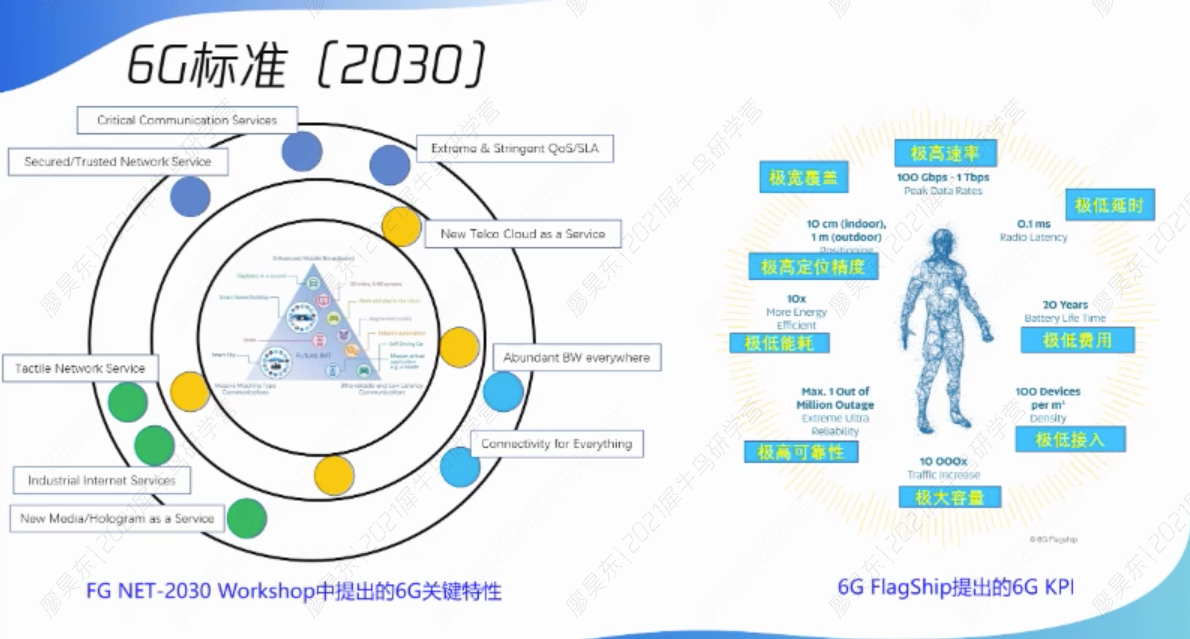 6G标准（2030）
Critical Communication Services
Extreme & Stringent QoS/SLA
Secured/Trusted Network Service
New Telco Cloud as a Service
Enhanced Mobile Broadband
Future IMT
Massive Machine Type
Communications
Ultra-reliable and Low Latency
Communications
Abundant BW everywhere
Tactile Network Service
Connectivity for Everything
Industrial Internet Services
New Media/Hologram as a Service
FG NET-2030 Workshop中提出的6G关键特性
极高速率
100 Gbps - 1 Tbps
Peak Data Rates
极宽覆盖
极低延时
10 cm (indoor),
1 m (outdoor)
Positioning
0.1 ms
Radio Latency
极高定位精度
10x
More Energy
Efficient
极低能耗
20 Years
Battery Life Time
极低费用
Max. 1 Out of
Million Outage
Extreme Ultra
Reliability
极高可靠性
100 Devices
per m³
Density
极低接入
10 000x
Traffic Increase
极大容量
© 6G Flagship
6G FlagShip提出的6G KPI
廖昊东|2021犀牛鸟研学营